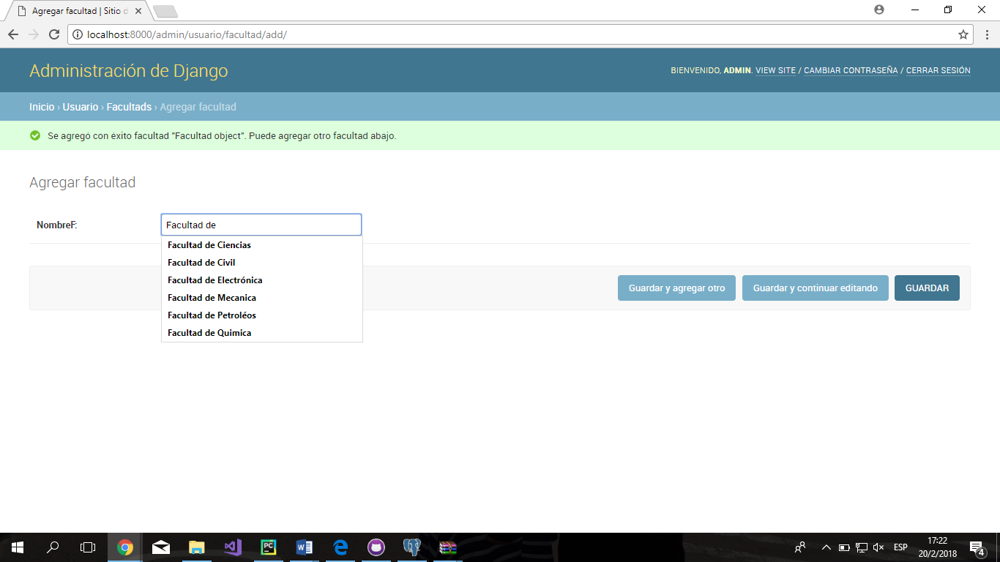 Agregar facultad | Sitio d
localhost:8000/admin/usuario/facultad/add/
Administración de Django
BIENVENIDO, ADMIN. VIEW SITE / CAMBIAR CONTRASEÑA / CERRAR SESIÓN
Inicio › Usuario › Facultads › Agregar facultad
Se agregó con éxito facultad "Facultad object". Puede agregar otro facultad abajo.
Agregar facultad
NombreF:
Facultad de
Facultad de Ciencias
Facultad de Civil
Facultad de Electrónica
Facultad de Mecanica
Facultad de Petroléos
Facultad de Quimica
Guardar y agregar otro
Guardar y continuar editando
GUARDAR
PC
ESP
17:22
20/2/2018
4